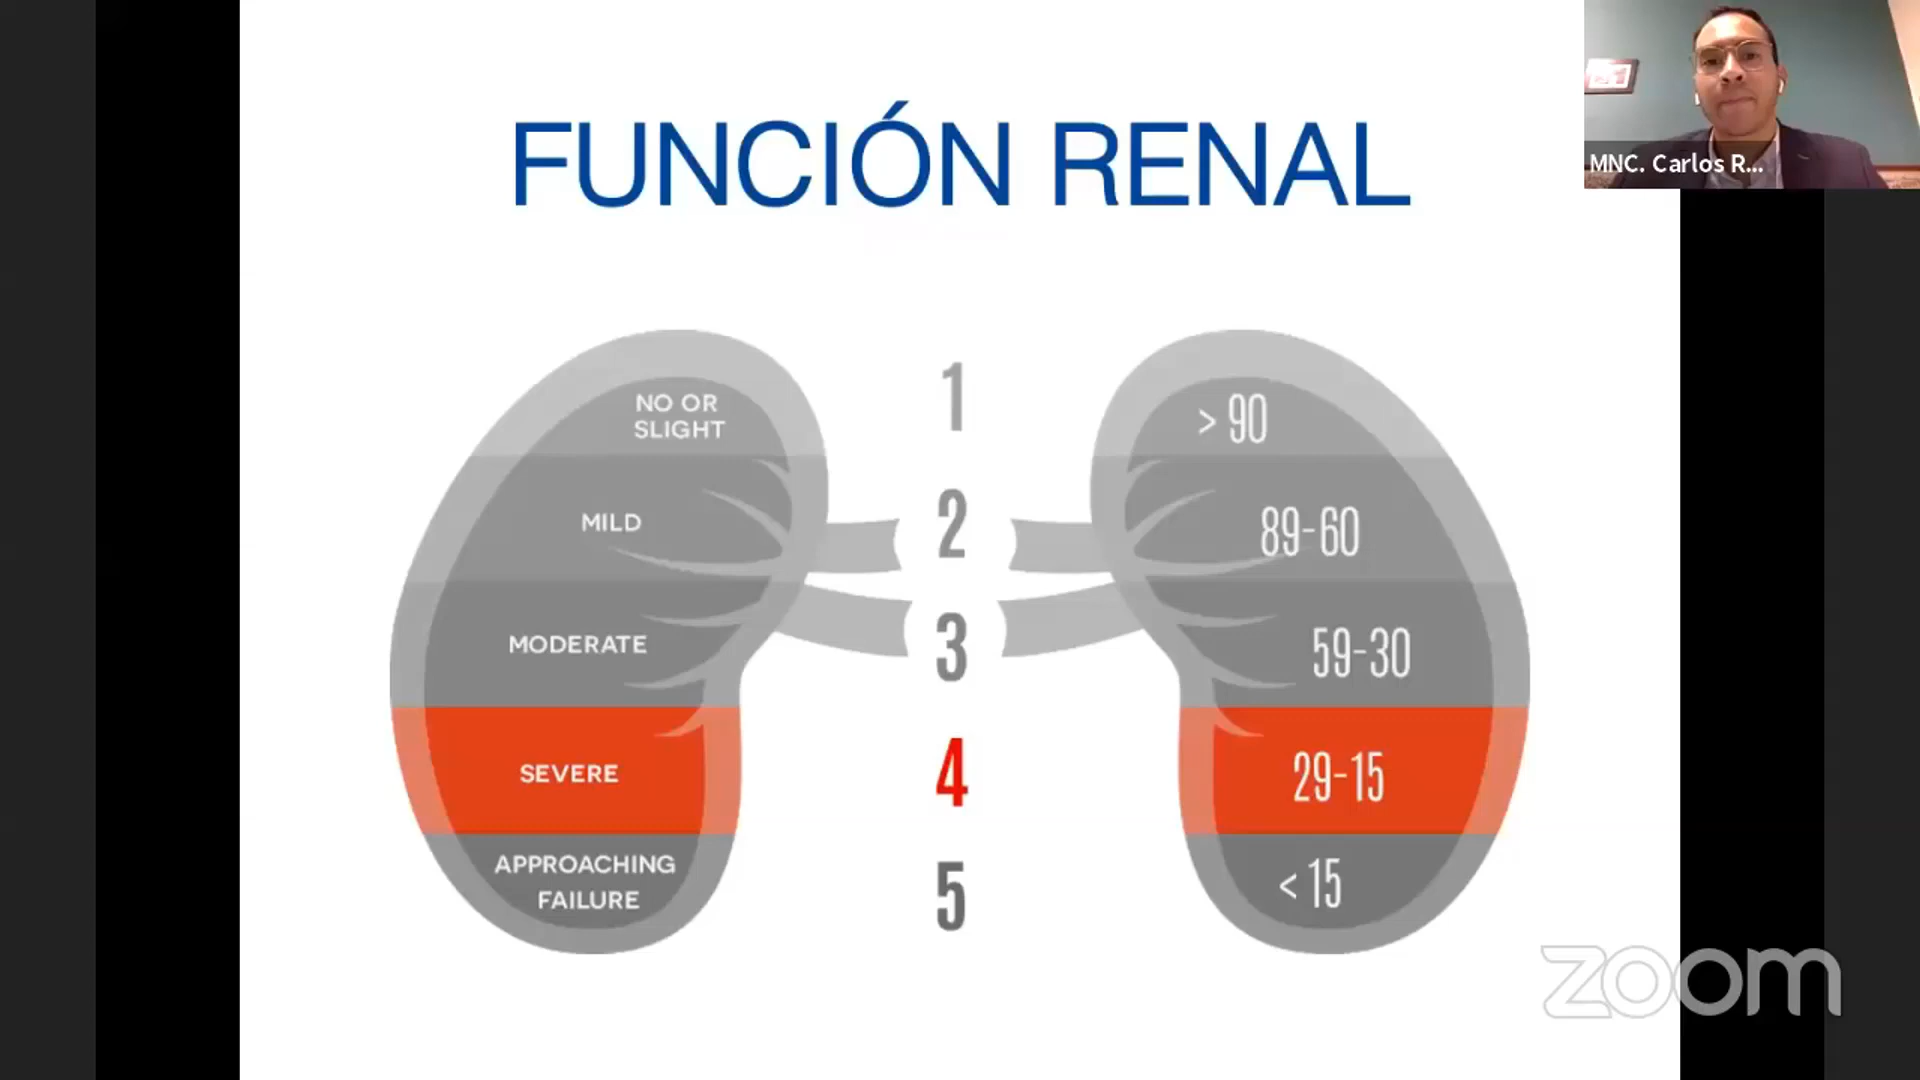 MNC. Carlos R...
FUNCIÓN RENAL
NO OR
SLIGHT
1
> 90
MILD
2
89-60
MODERATE
3
59-30
SEVERE
4
29-15
APPROACHING
FAILURE
5
< 15
zoom